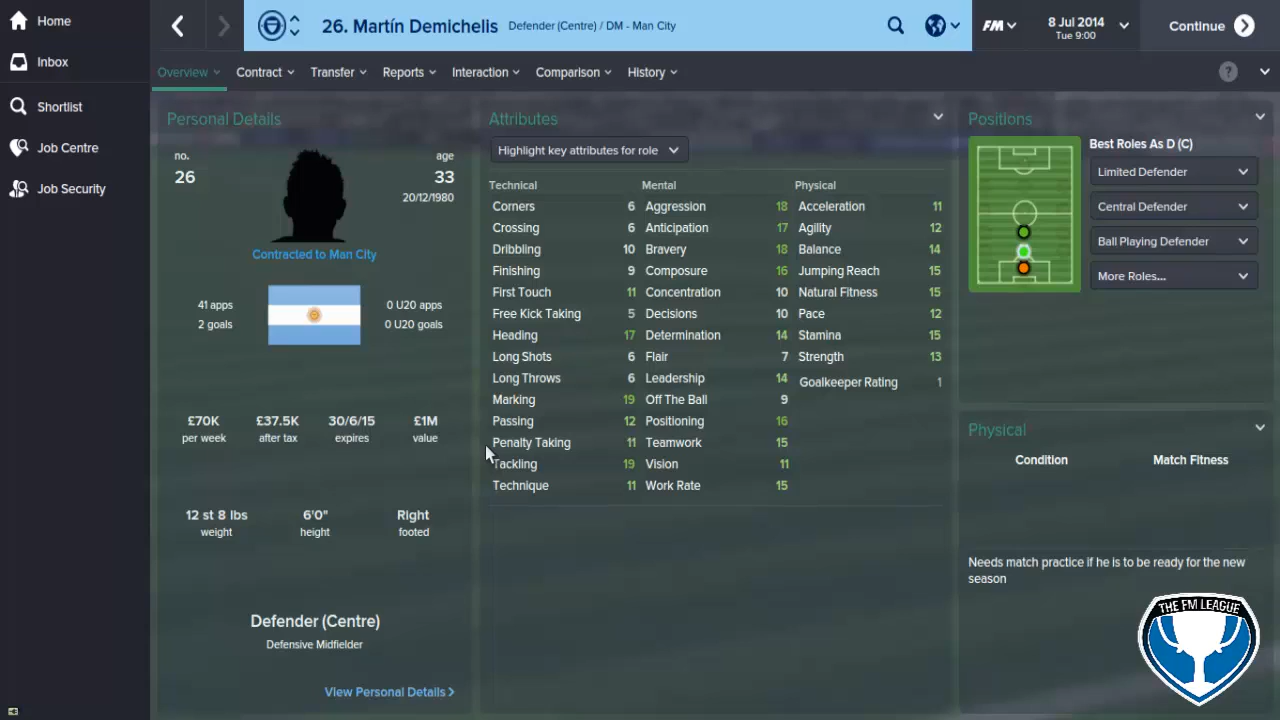 Home
Inbox
Shortlist
Job Centre
Job Security
26. Martín Demichelis
Defender (Centre) / DM - Man City
FM
8 Jul 2014
Tue 9:00
Continue
Overview
Contract
Transfer
Reports
Interaction
Comparison
History
?
Personal Details
no.
26
age
33
20/12/1980
Contracted to Man City
41 apps
2 goals
0 U20 apps
0 U20 goals
£70K
per week
£37.5K
after tax
30/6/15
expires
£1M
value
12 st 8 lbs
weight
6'0"
height
Right
footed
Defender (Centre)
Defensive Midfielder
View Personal Details >
Attributes
Highlight key attributes for role
Technical
Corners 6
Crossing 6
Dribbling 10
Finishing 9
First Touch 11
Free Kick Taking 5
Heading 17
Long Shots 6
Long Throws 6
Marking 19
Passing 12
Penalty Taking 11
Tackling 19
Technique 11
Mental
Aggression 18
Anticipation 17
Bravery 18
Composure 16
Concentration 10
Decisions 10
Determination 14
Flair 7
Leadership 14
Off The Ball 9
Positioning 16
Teamwork 15
Vision 11
Work Rate 15
Physical
Acceleration 11
Agility 12
Balance 14
Jumping Reach 15
Natural Fitness 15
Pace 12
Stamina 15
Strength 13
Goalkeeper Rating 1
Positions
Best Roles As D (C)
Limited Defender
Central Defender
Ball Playing Defender
More Roles...
Physical
Condition
Match Fitness
Needs match practice if he is to be ready for the new
season
THE FM LEAGUE